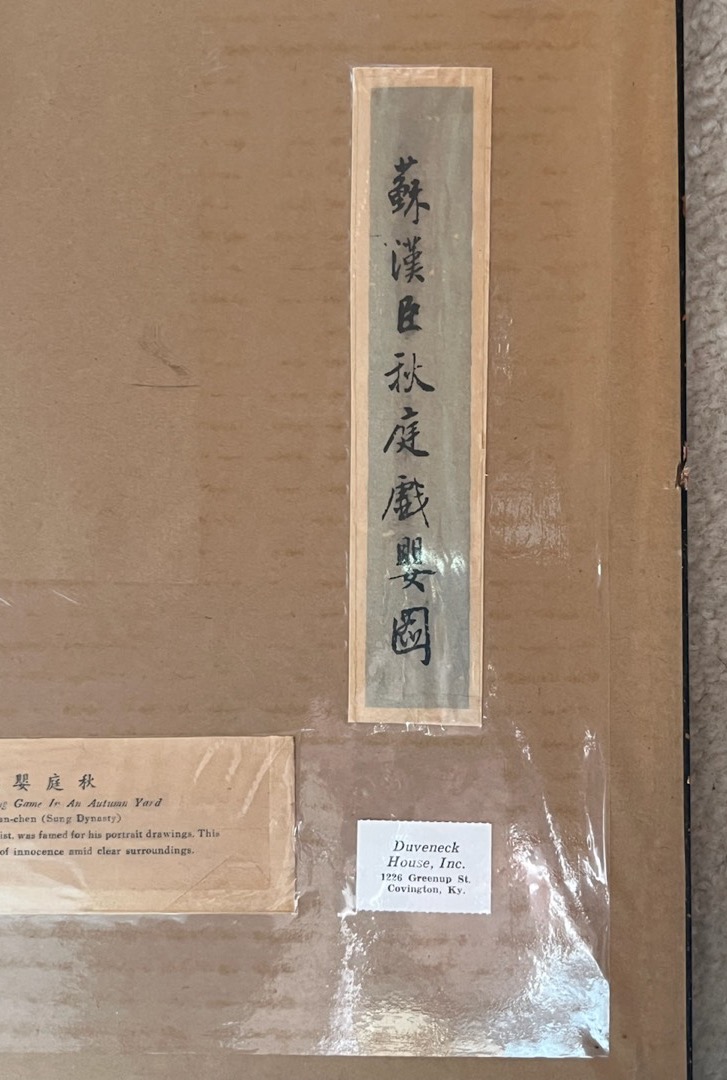 蘇漢臣秋庭戲嬰圖
嬰庭秋
Game In An Autumn Yard
an-chen (Sung Dynasty)
ist, was famed for his portrait drawings. This
of innocence amid clear surroundings.
Duveneck
House, Inc.
1226 Greenup St.
Covington, Ky.